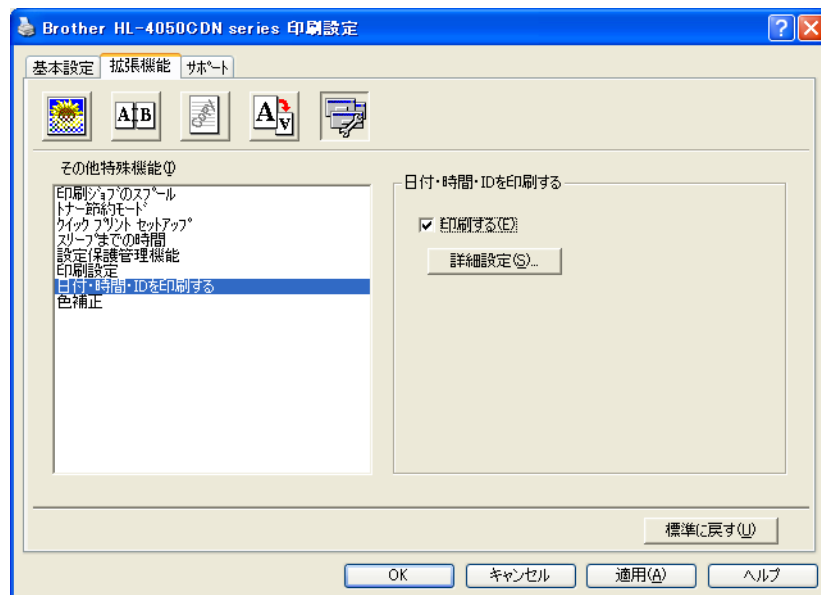 Brother HL-4050CDN series 印刷設定
基本設定 拡張機能 ｻﾎﾟｰﾄ
A B
copy
A A
その他特殊機能(I)
印刷ｼﾞｮﾌﾞのｽﾌﾟｰﾙ
ﾄﾅｰ節約ﾓｰﾄﾞ
ｸｲｯｸ ﾌﾟﾘﾝﾄ ｾｯﾄｱｯﾌﾟ
ｽﾘｰﾌﾟまでの時間
設定保護管理機能
印刷設定
日付・時間・IDを印刷する
色補正
日付・時間・IDを印刷する
印刷する(E)
詳細設定(S)...
標準に戻す(U)
OK キャンセル 適用(A) ヘルプ